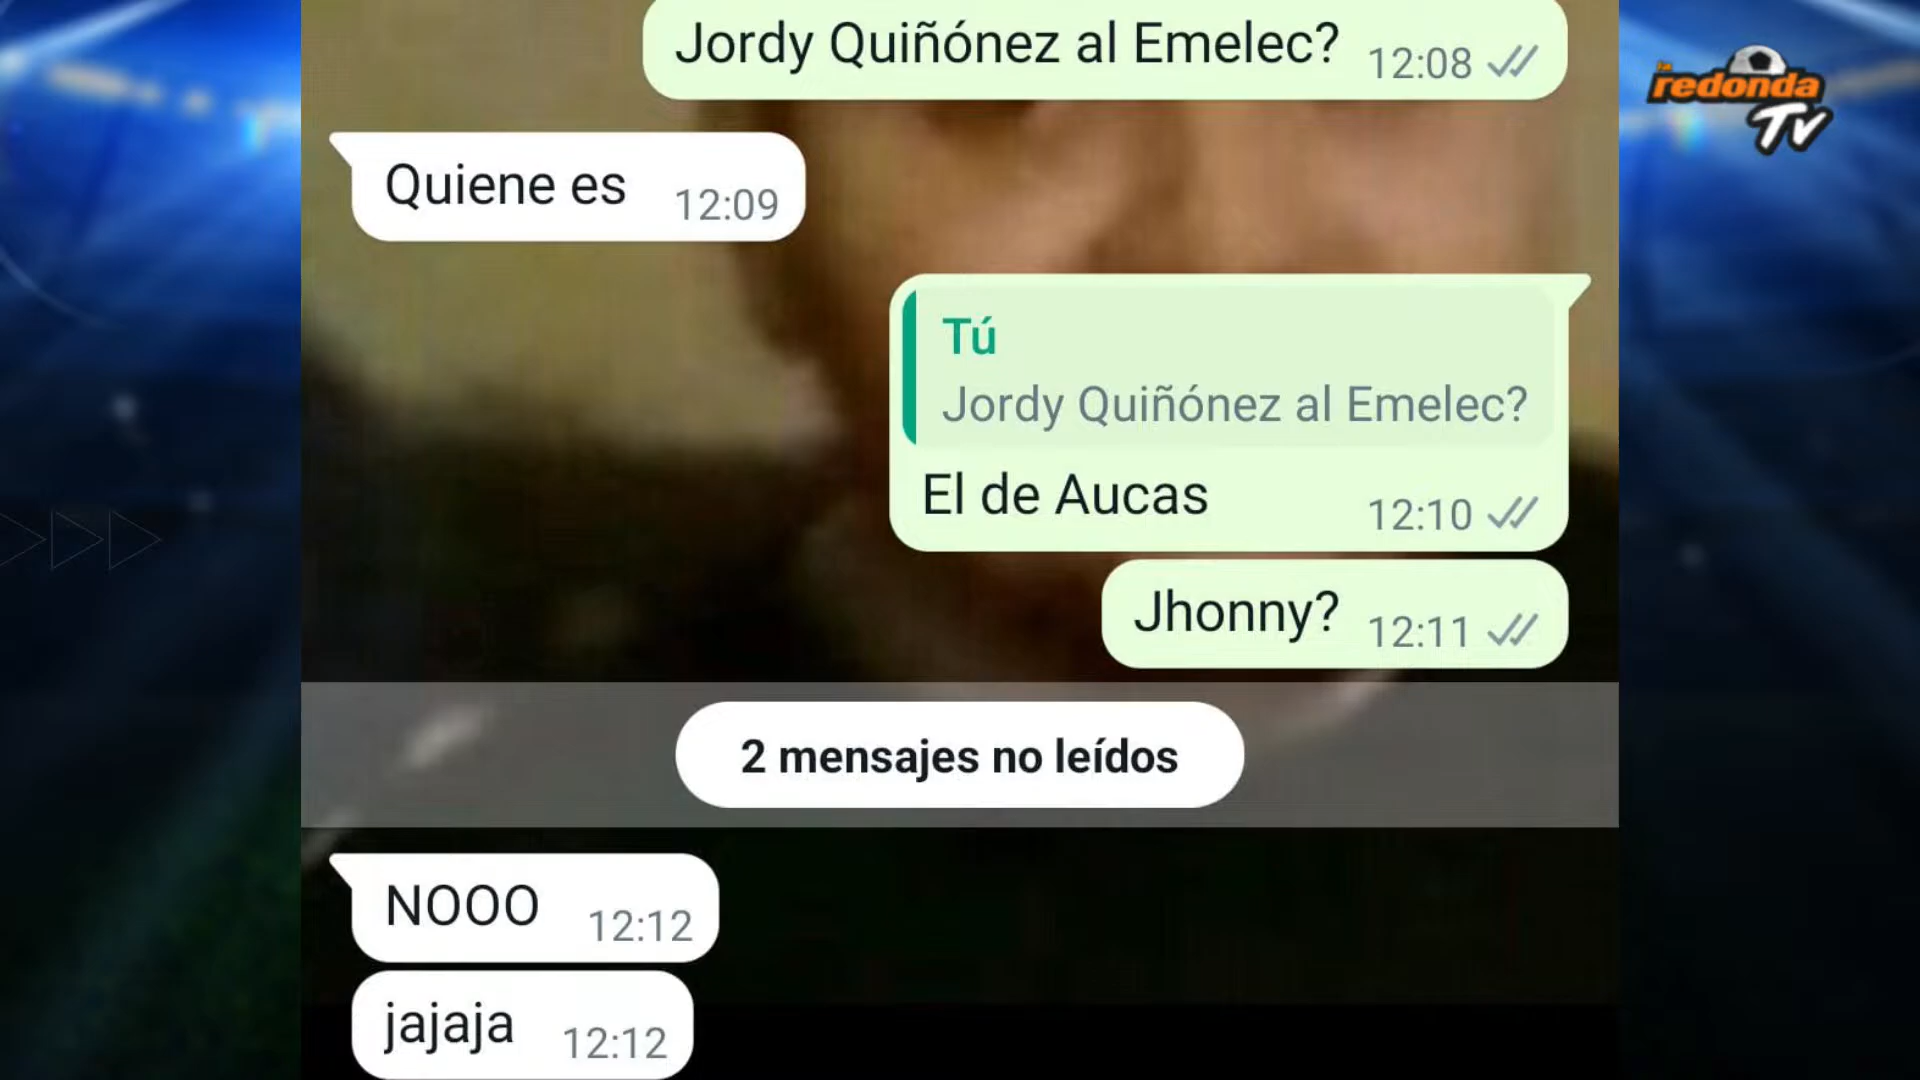 Jordy Quiñónez al Emelec? 12:08
la
redonda
Tv
Quiene es 12:09
Tú
Jordy Quiñónez al Emelec?
El de Aucas 12:10
Jhonny? 12:11
2 mensajes no leídos
NOOO 12:12
jajaja 12:12